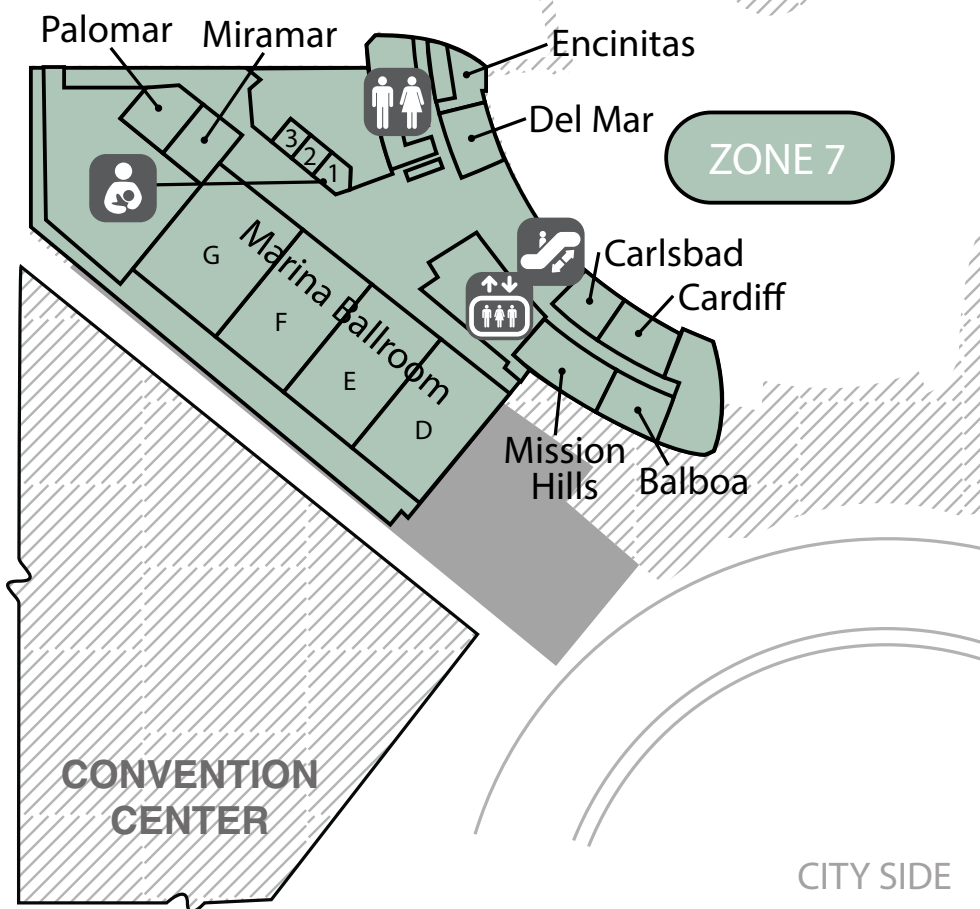 Palomar
Miramar
Encinitas
Del Mar
ZONE 7
3
2
1
G
F
E
D
Marina Ballroom
Carlsbad
Cardiff
Mission
Hills
Balboa
CONVENTION
CENTER
CITY SIDE